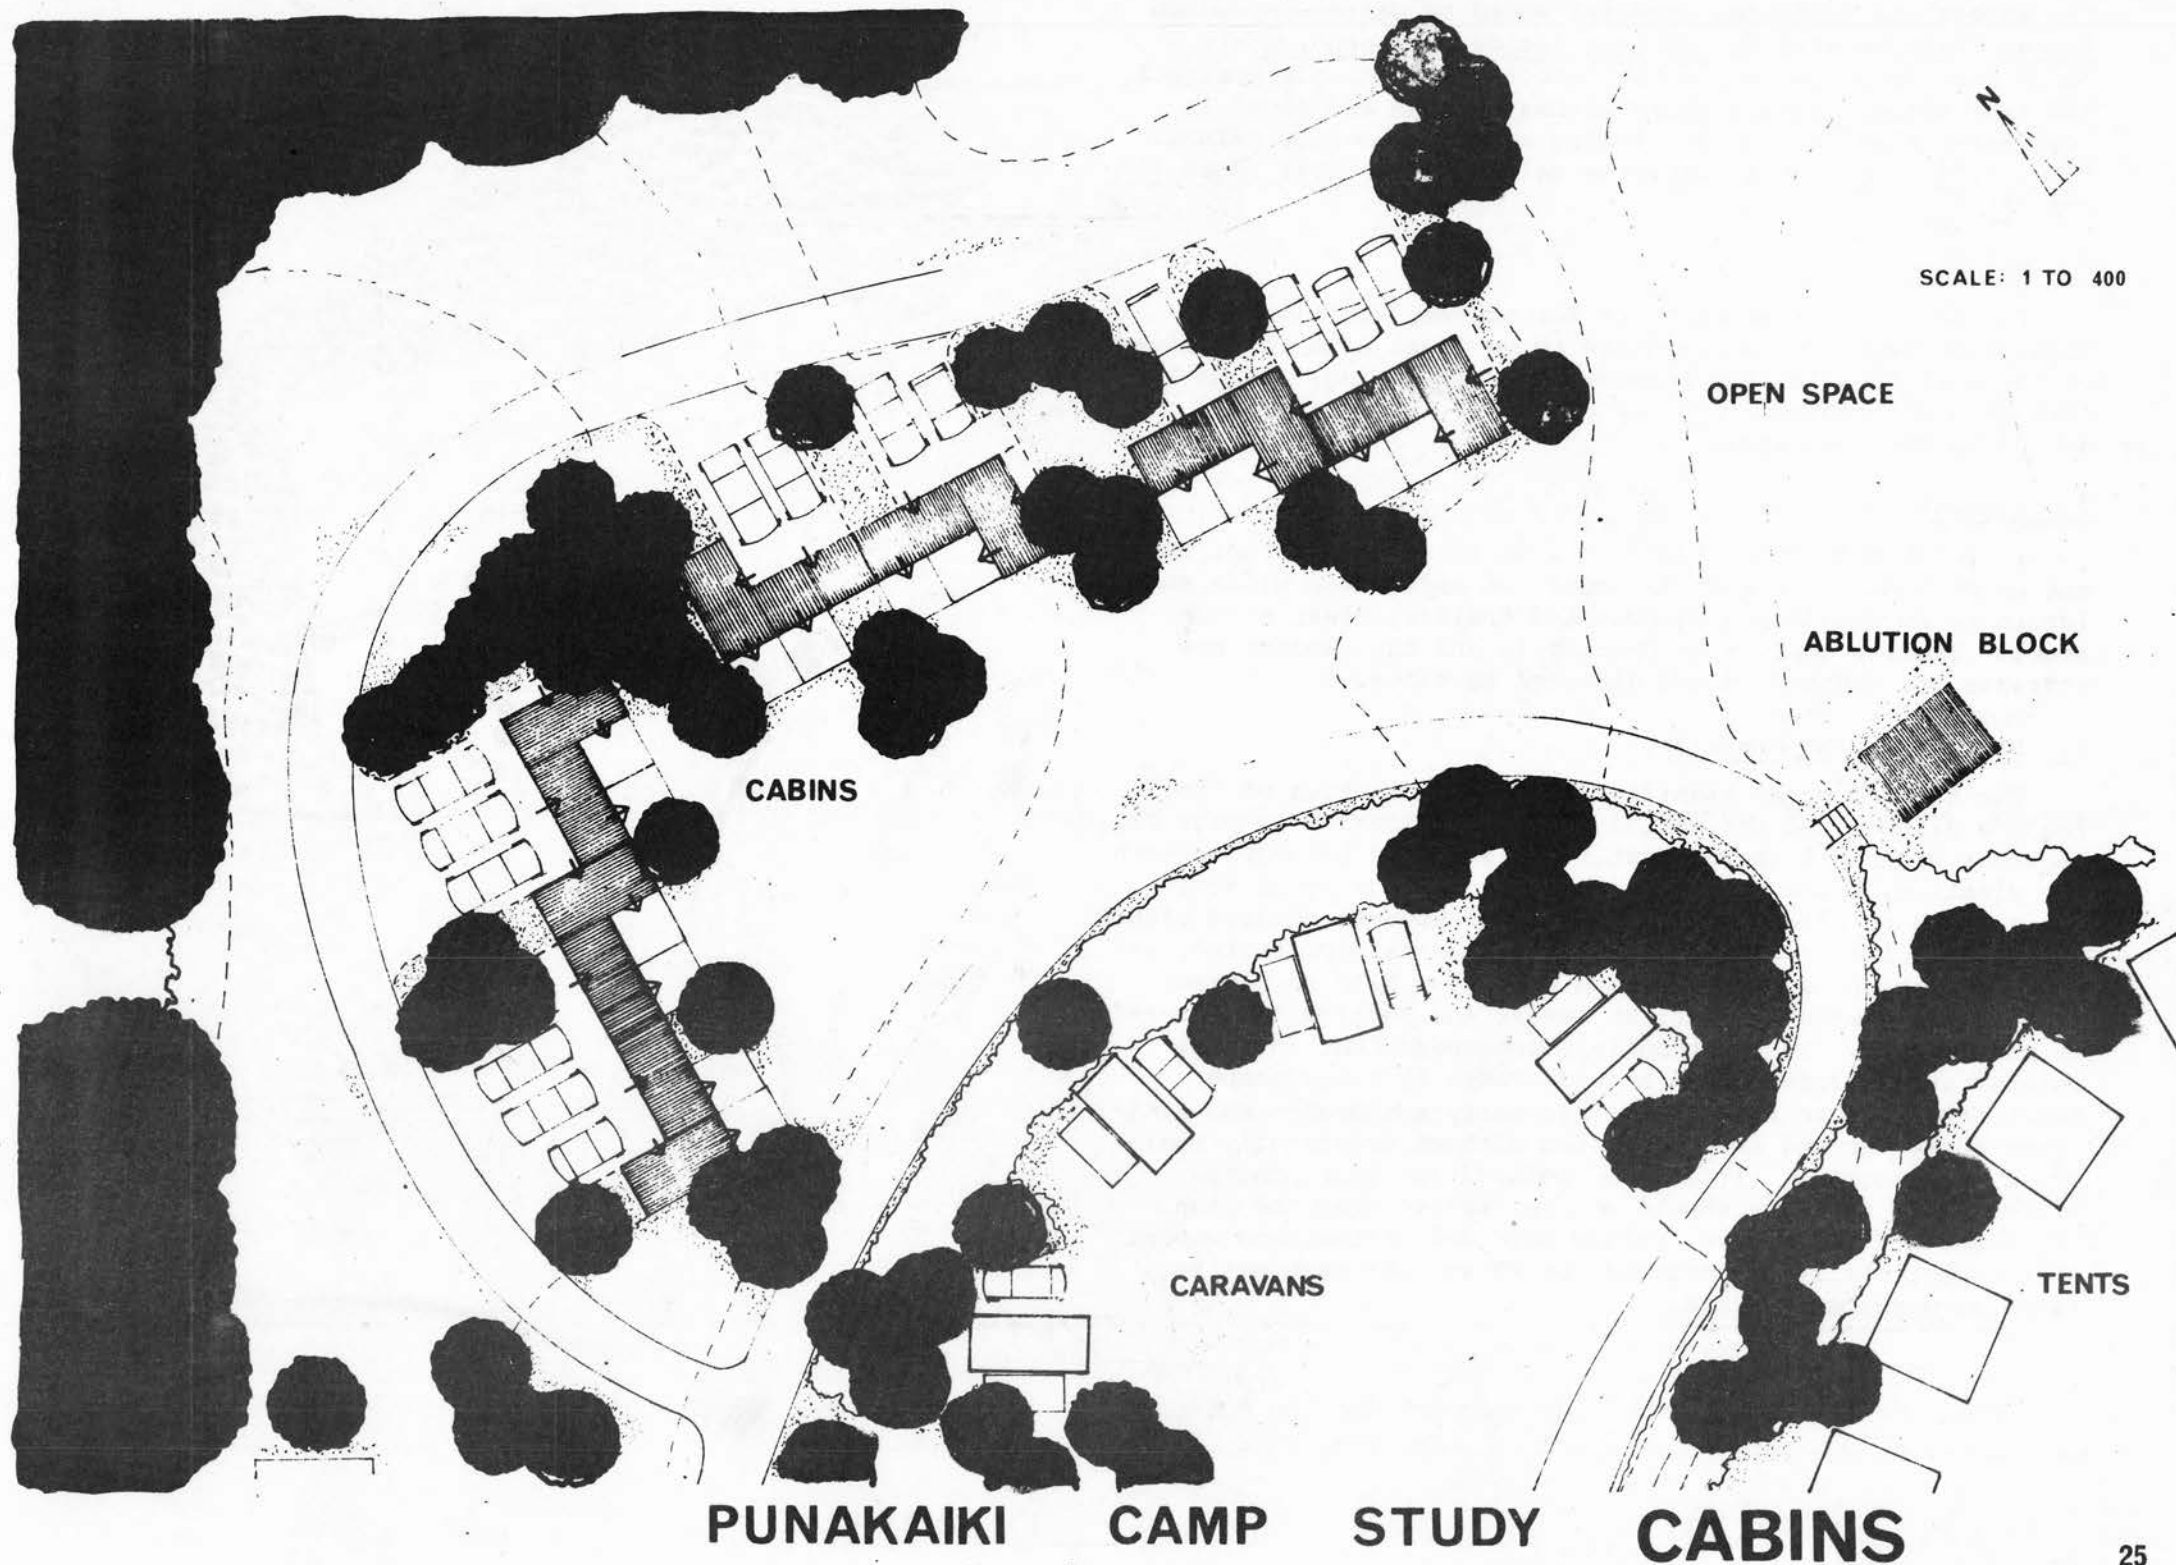 N
SCALE: 1 TO 400
OPEN SPACE
ABLUTION BLOCK
CABINS
CARAVANS
TENTS
PUNAKAIKI CAMP STUDY CABINS
25